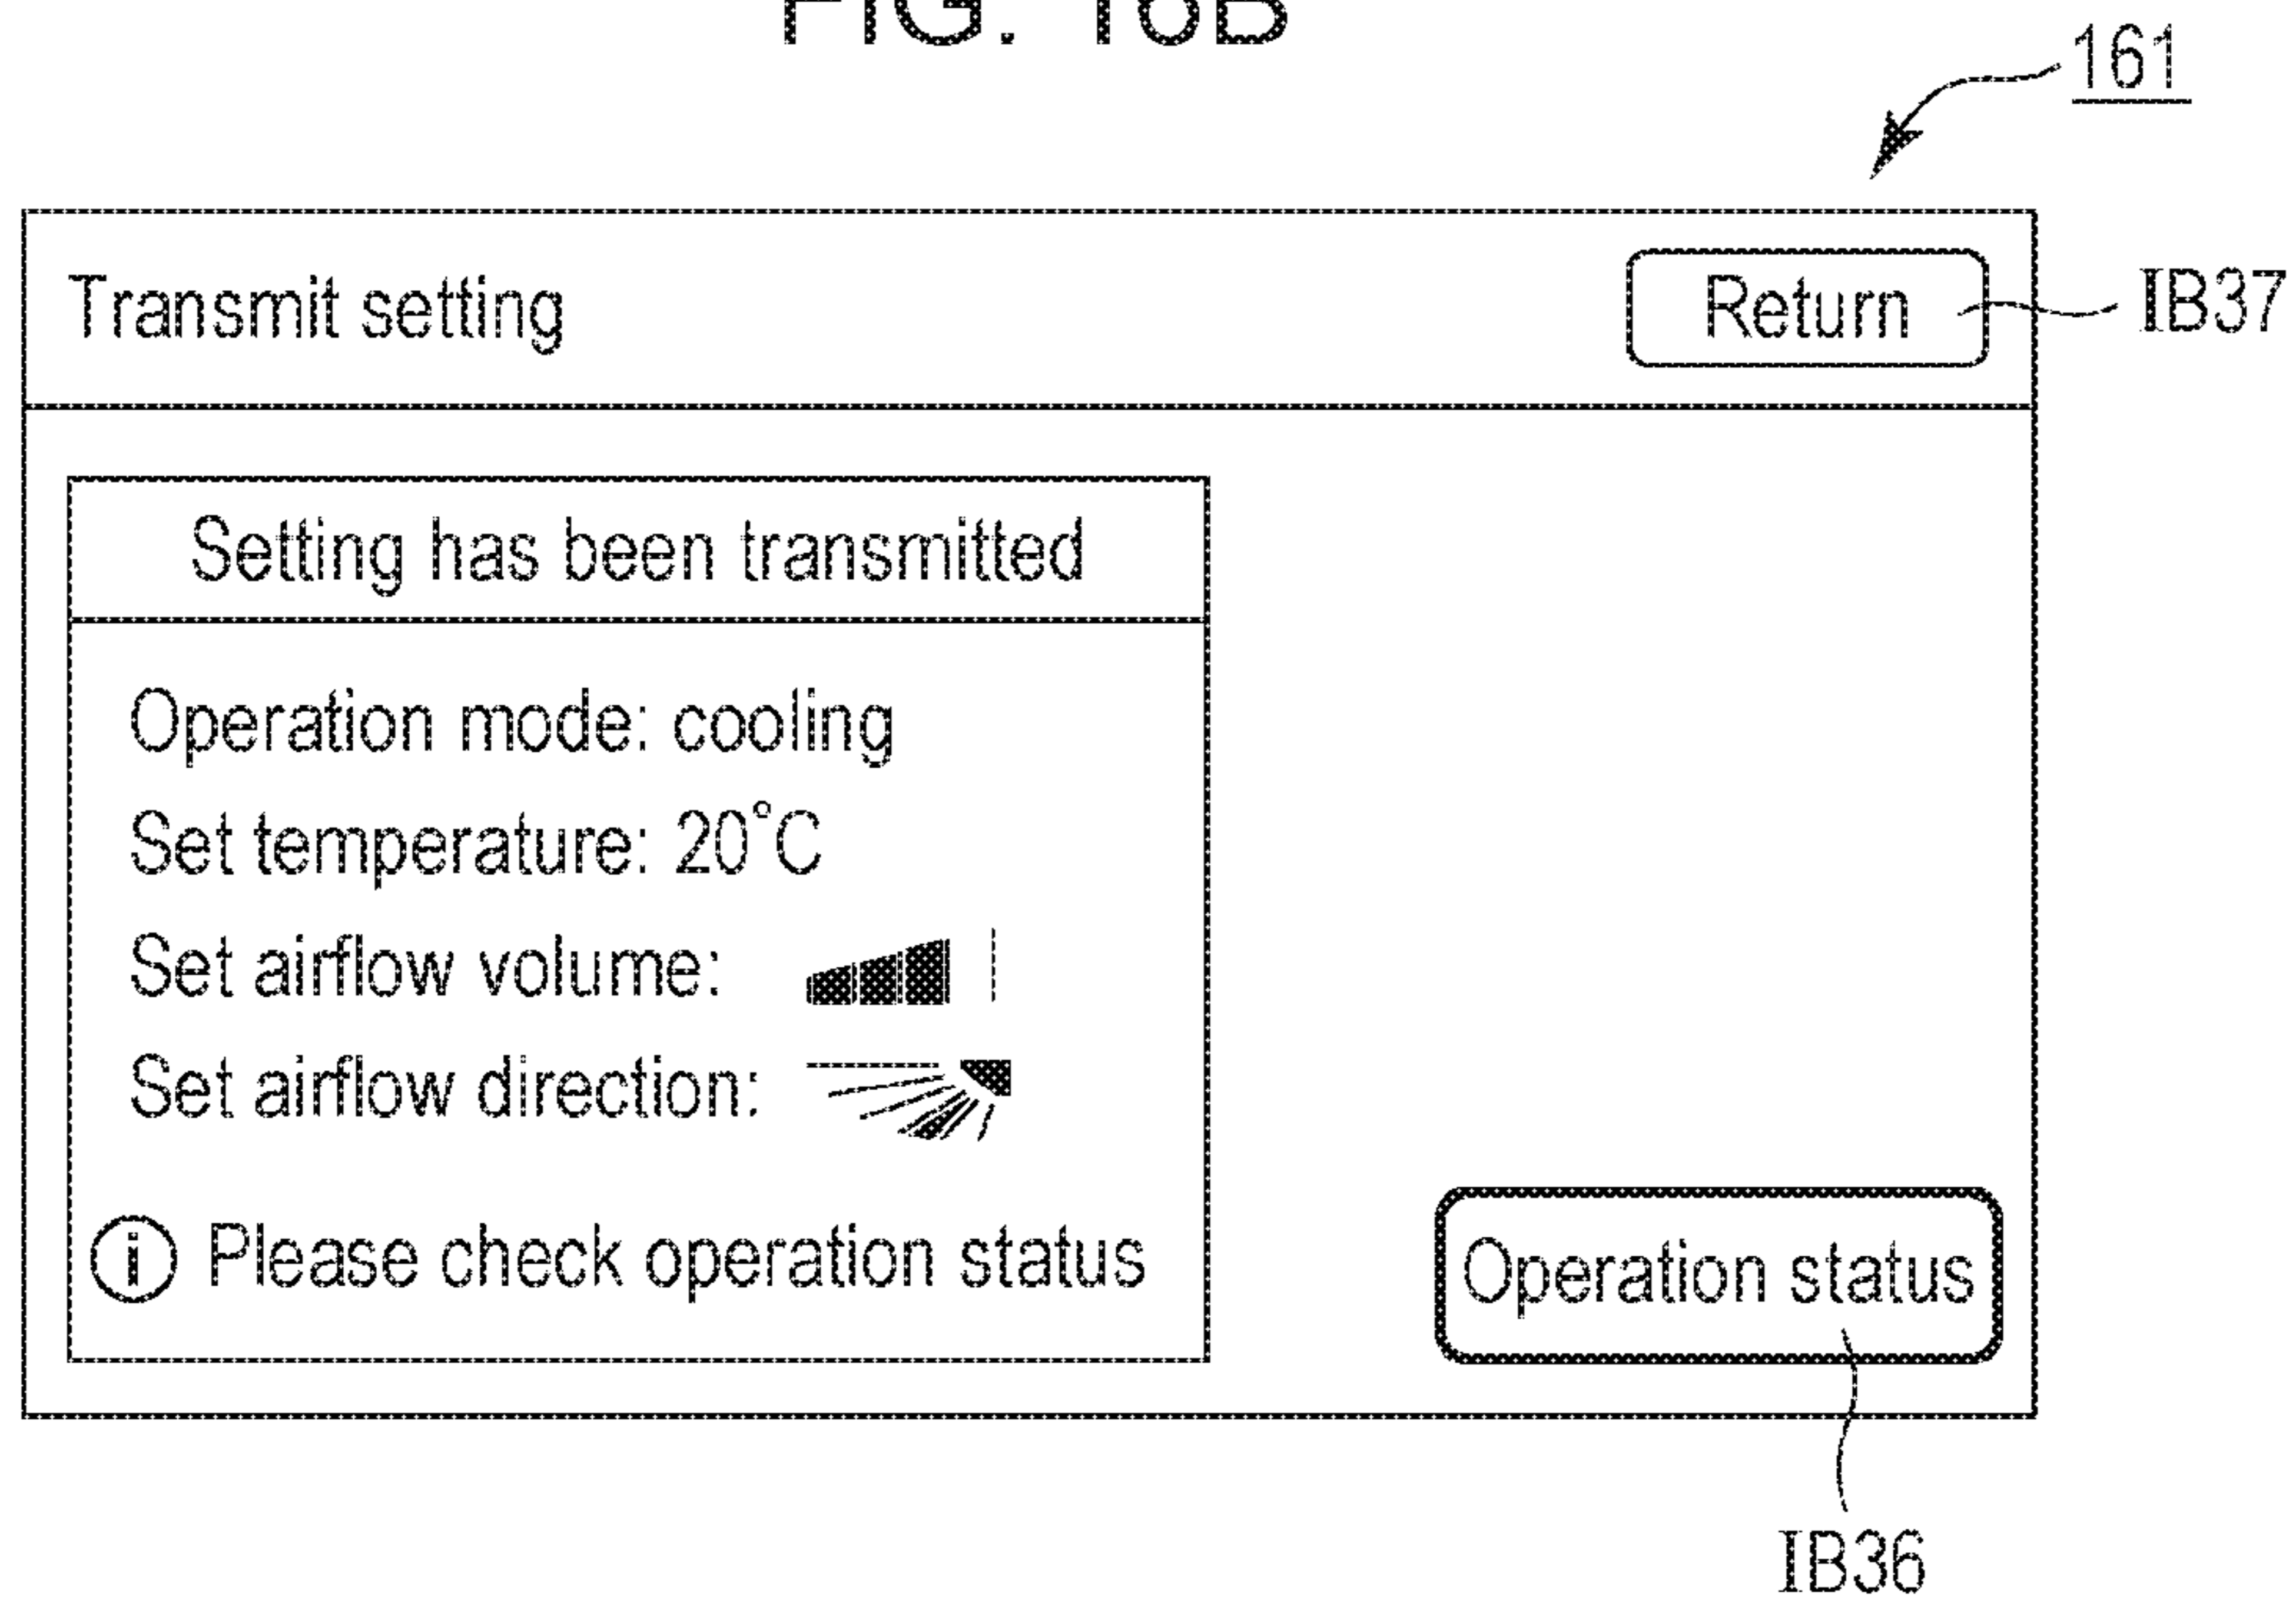 FIG.
161
Transmit setting
Return
IB37
Setting has been transmitted
Operation mode: cooling
Set temperature: 20°C
Set airflow volume:
Set airflow direction:
i Please check operation status
Operation status
IB36